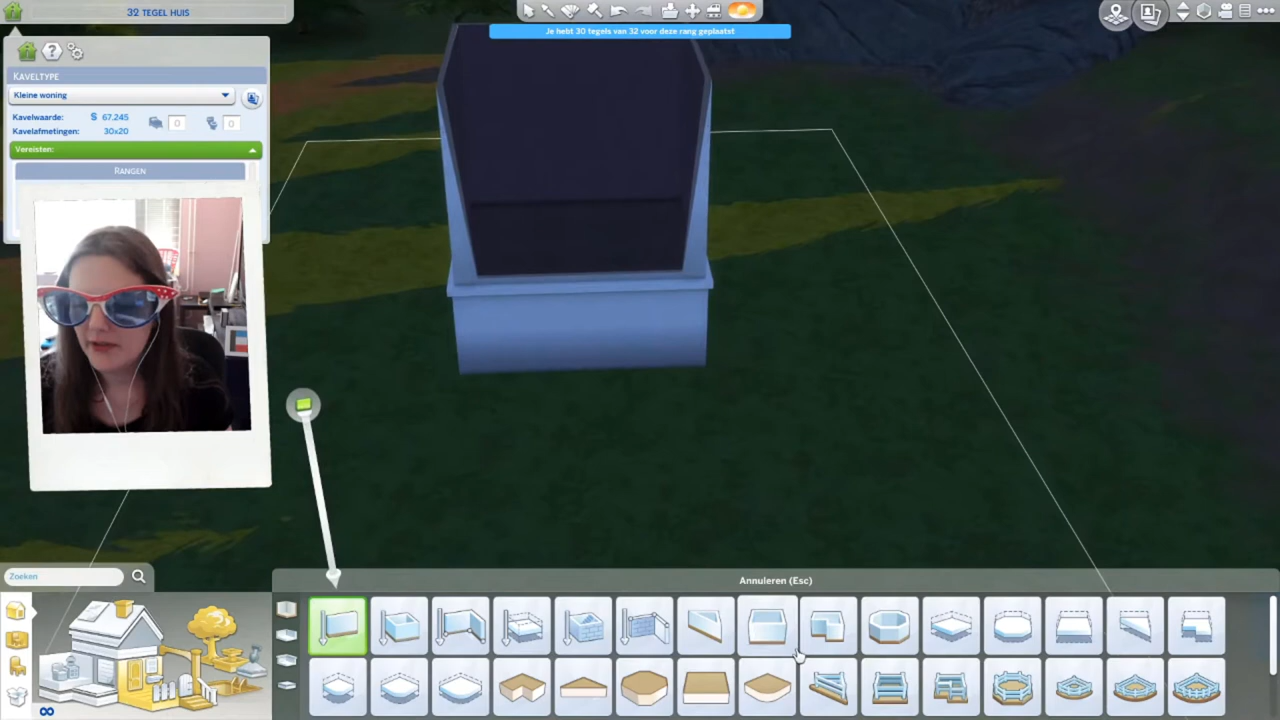 32 TEGEL HUIS
Je hebt 30 tegels van 32 voor deze rang geplaatst
KAVELTYPE
Kleine woning
Kavelwaarde: § 67.245
0
0
Kavelafmetingen: 30x20
Vereisten:
RANGEN
Zoeken
Annuleren (Esc)